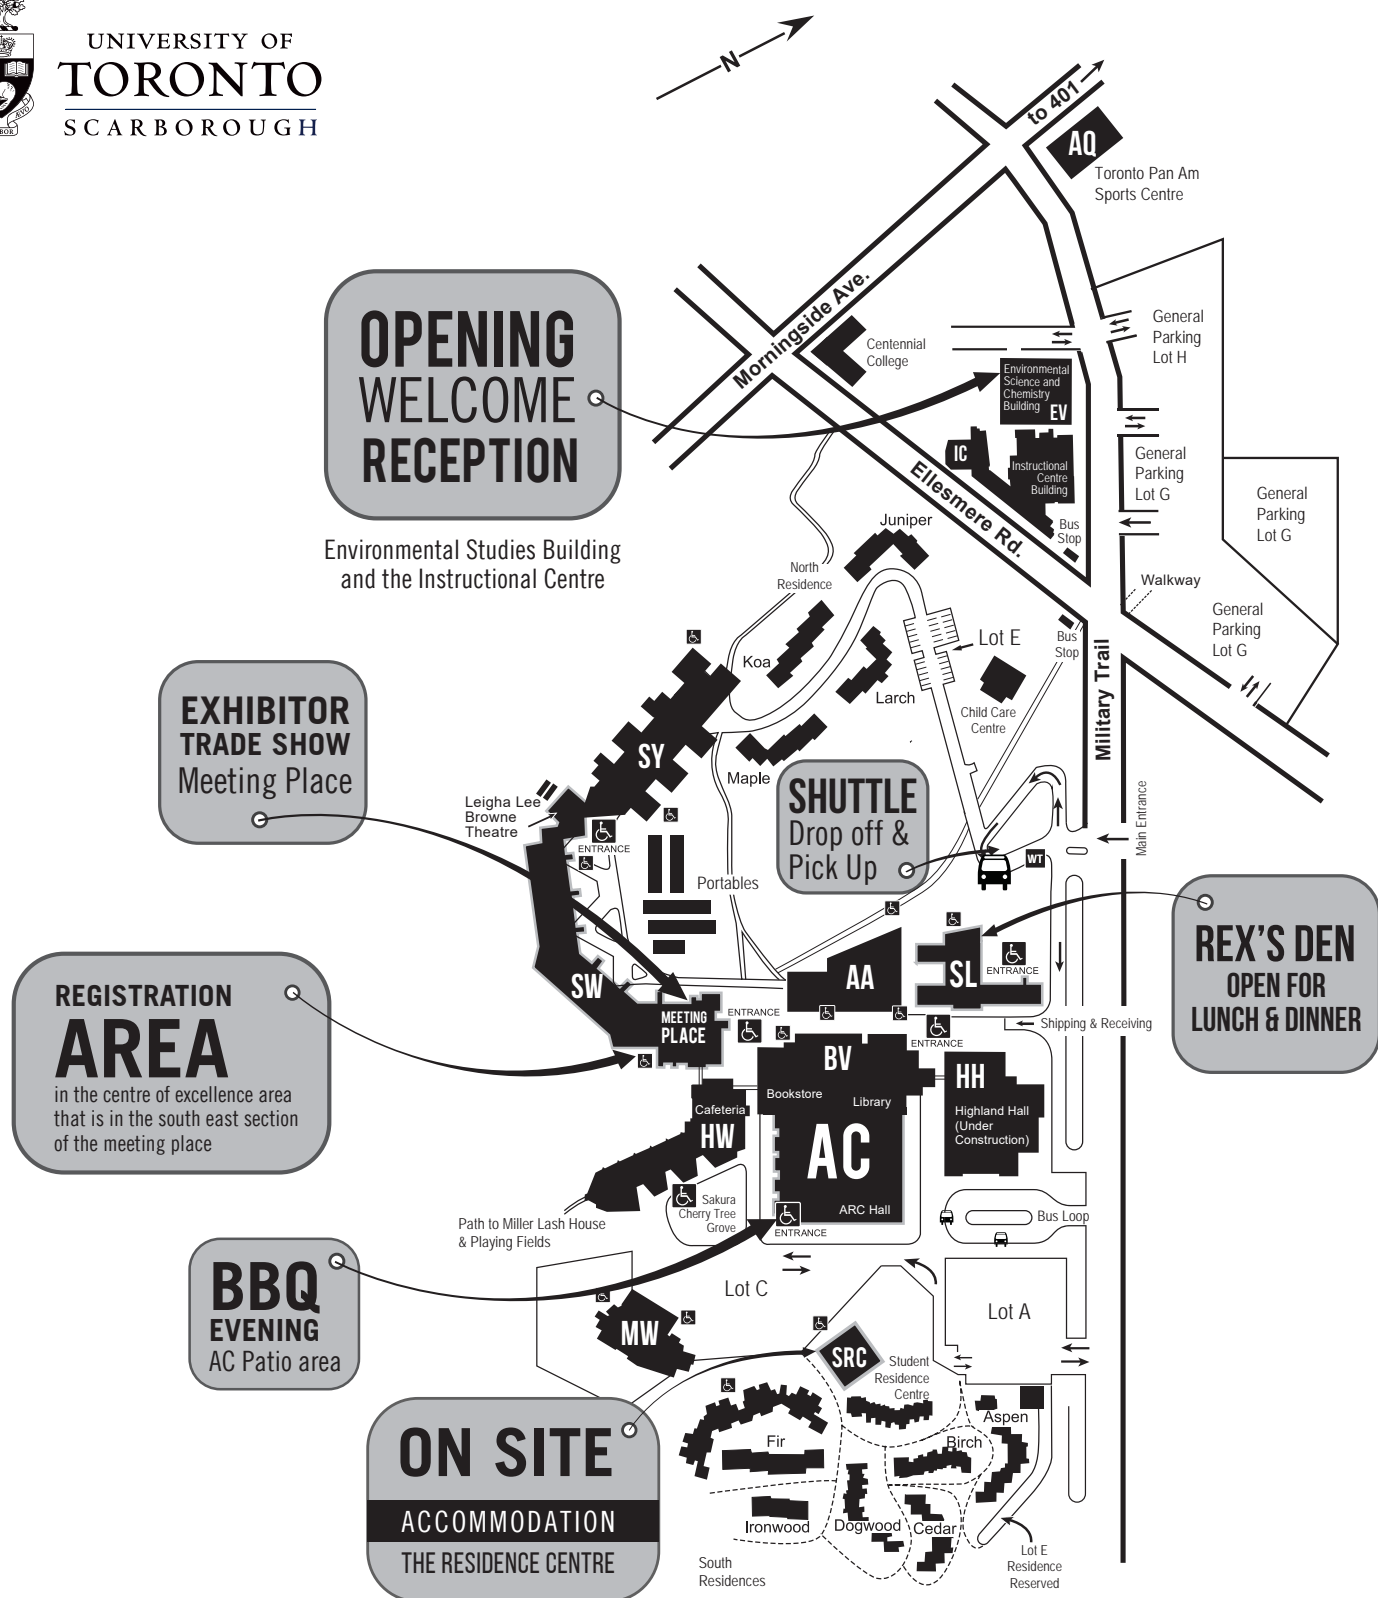 UNIVERSITY OF
TORONTO
SCARBOROUGH
N
to 401
AQ
Toronto Pan Am
Sports Centre
OPENING
WELCOME
RECEPTION
Environmental Studies Building
and the Instructional Centre
Morningside Ave.
Centennial
College
General
Parking
Lot H
Environmental
Science and
Chemistry
Building EV
IC
Instructional
Centre
Building
General
Parking
Lot G
General
Parking
Lot G
Ellesmere Rd.
Bus
Stop
Juniper
North
Residence
Walkway
General
Parking
Lot G
Lot E
Bus
Stop
Koa
Larch
Child Care
Centre
Military Trail
EXHIBITOR
TRADE SHOW
Meeting Place
SY
Maple
SHUTTLE
Drop off &
Pick Up
Leigha Lee
Browne
Theatre
ENTRANCE
Main Entrance
WT
Portables
REX'S DEN
OPEN FOR
LUNCH & DINNER
REGISTRATION
AREA
in the centre of excellence area
that is in the south east section
of the meeting place
SW
MEETING
PLACE
ENTRANCE
AA
SL
ENTRANCE
Shipping & Receiving
ENTRANCE
BV
Bookstore
Library
HH
Highland Hall
(Under
Construction)
Cafeteria
HW
AC
ARC Hall
Sakura
Cherry Tree
Grove
ENTRANCE
Path to Miller Lash House
& Playing Fields
Bus Loop
BBQ
EVENING
AC Patio area
Lot C
Lot A
MW
SRC
Student
Residence
Centre
ON SITE
ACCOMMODATION
THE RESIDENCE CENTRE
Fir
Aspen
Birch
Ironwood
Dogwood
Cedar
South
Residences
Lot E
Residence
Reserved